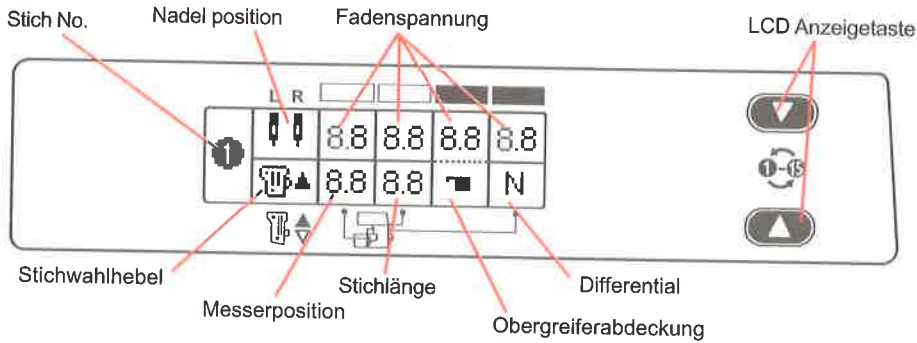 Stich No.
Nadel position
Fadenspannung
LCD Anzeigetaste
L R
1 8.8 8.8 8.8 8.8
8.8 8.8 N
1-15
Stichwahlhebel
Messerposition
Stichlänge
Differential
Obergreiferabdeckung